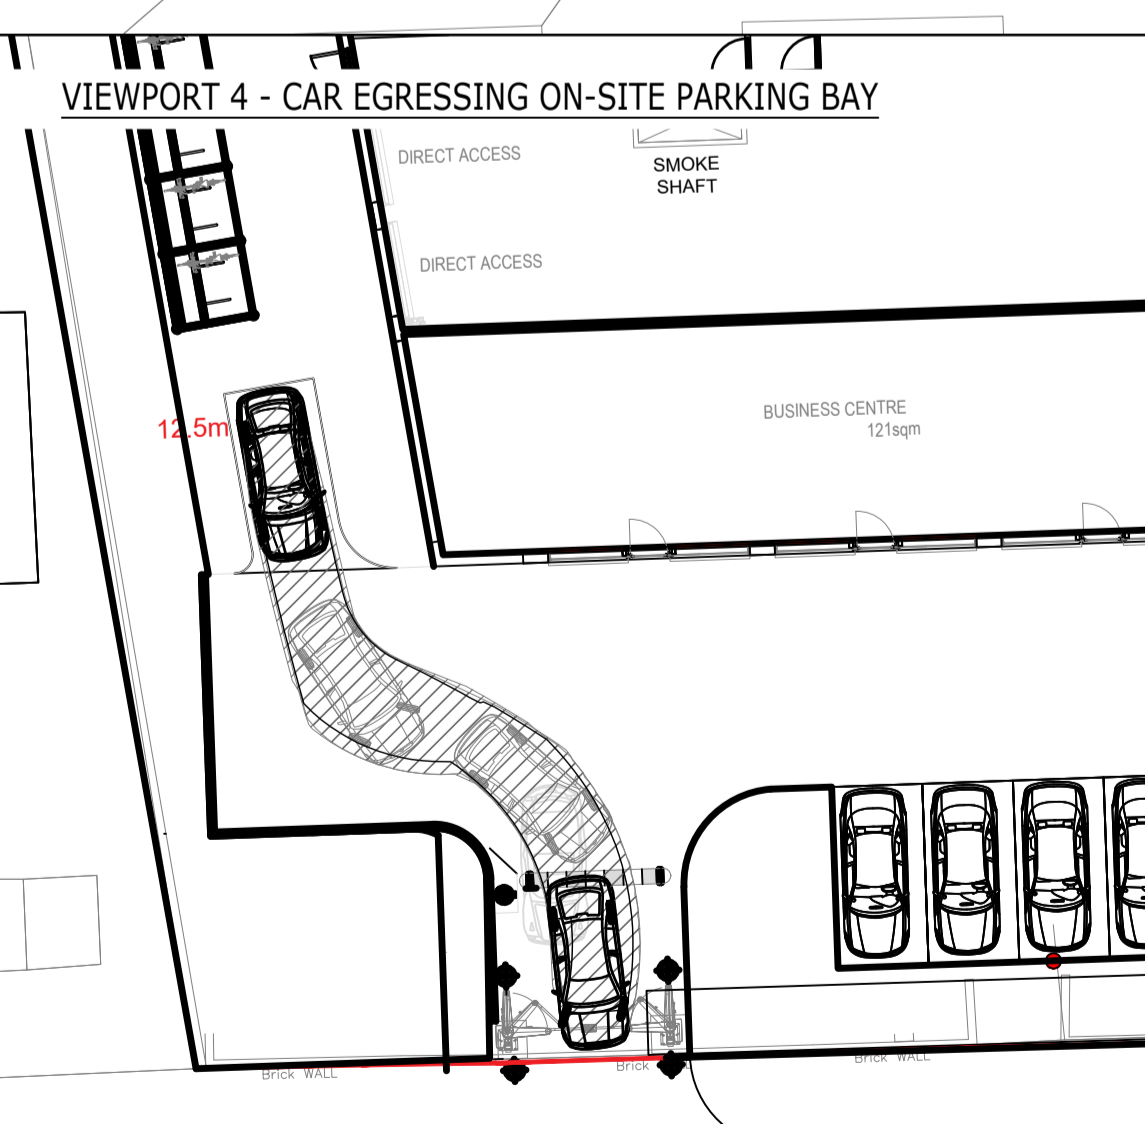 VIEWPORT 4 - CAR EGRESSING ON-SITE PARKING BAY
DIRECT ACCESS
SMOKE
SHAFT
DIRECT ACCESS
BUSINESS CENTRE
121sqm
12.5m
Brick WALL
Brick
Brick WALL